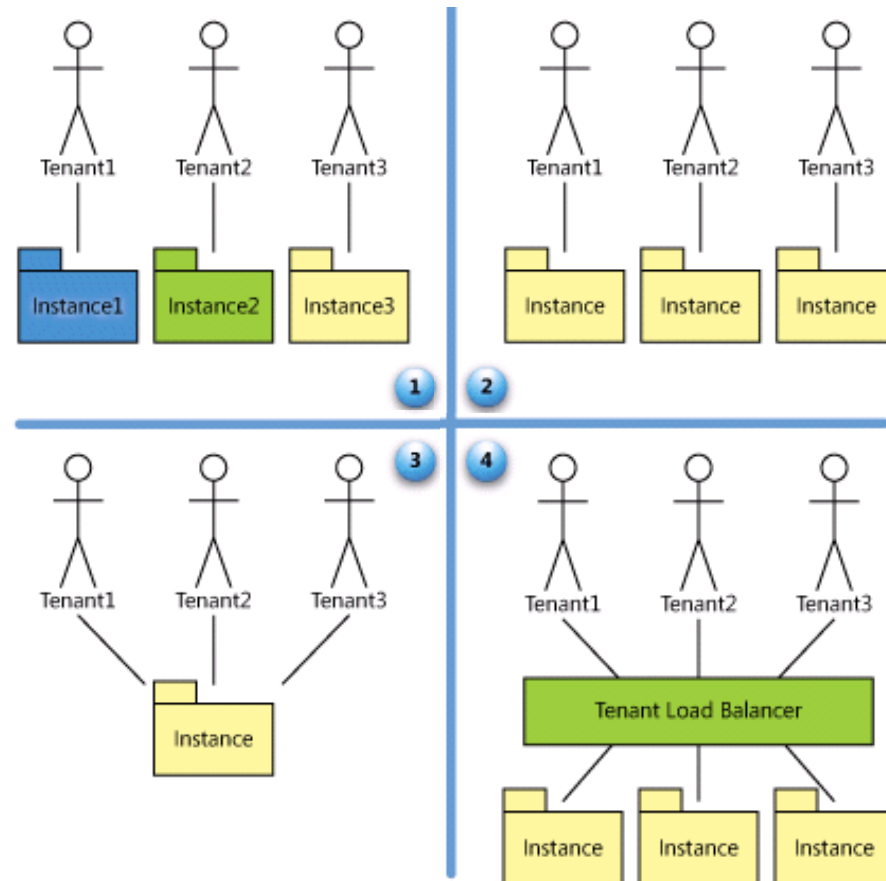 Tenant1 Tenant2 Tenant3
Instance1 Instance2 Instance3
1
Tenant1 Tenant2 Tenant3
Instance Instance Instance
2
3
Tenant1 Tenant2 Tenant3
Instance
4
Tenant1 Tenant2 Tenant3
Tenant Load Balancer
Instance Instance Instance